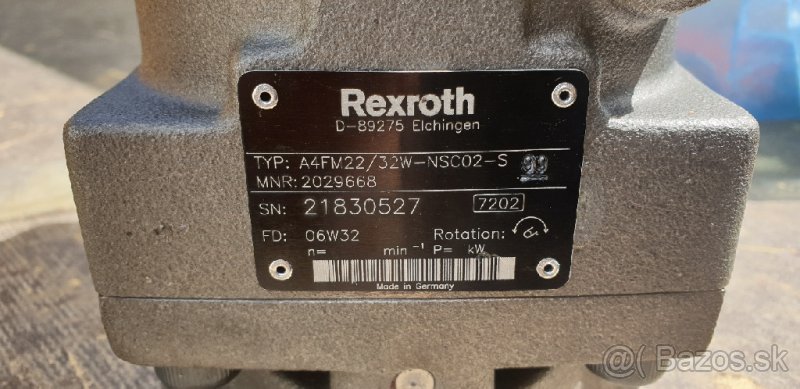 Rexroth
D-89275 Elchingen
TYP: A4FM22/32W-NSC02-S 99
MNR: 2029668
SN: 21830527 7202
FD: 06W32 Rotation:
n= min⁻¹ P= kW
Made in Germany
@( Bazos.sk